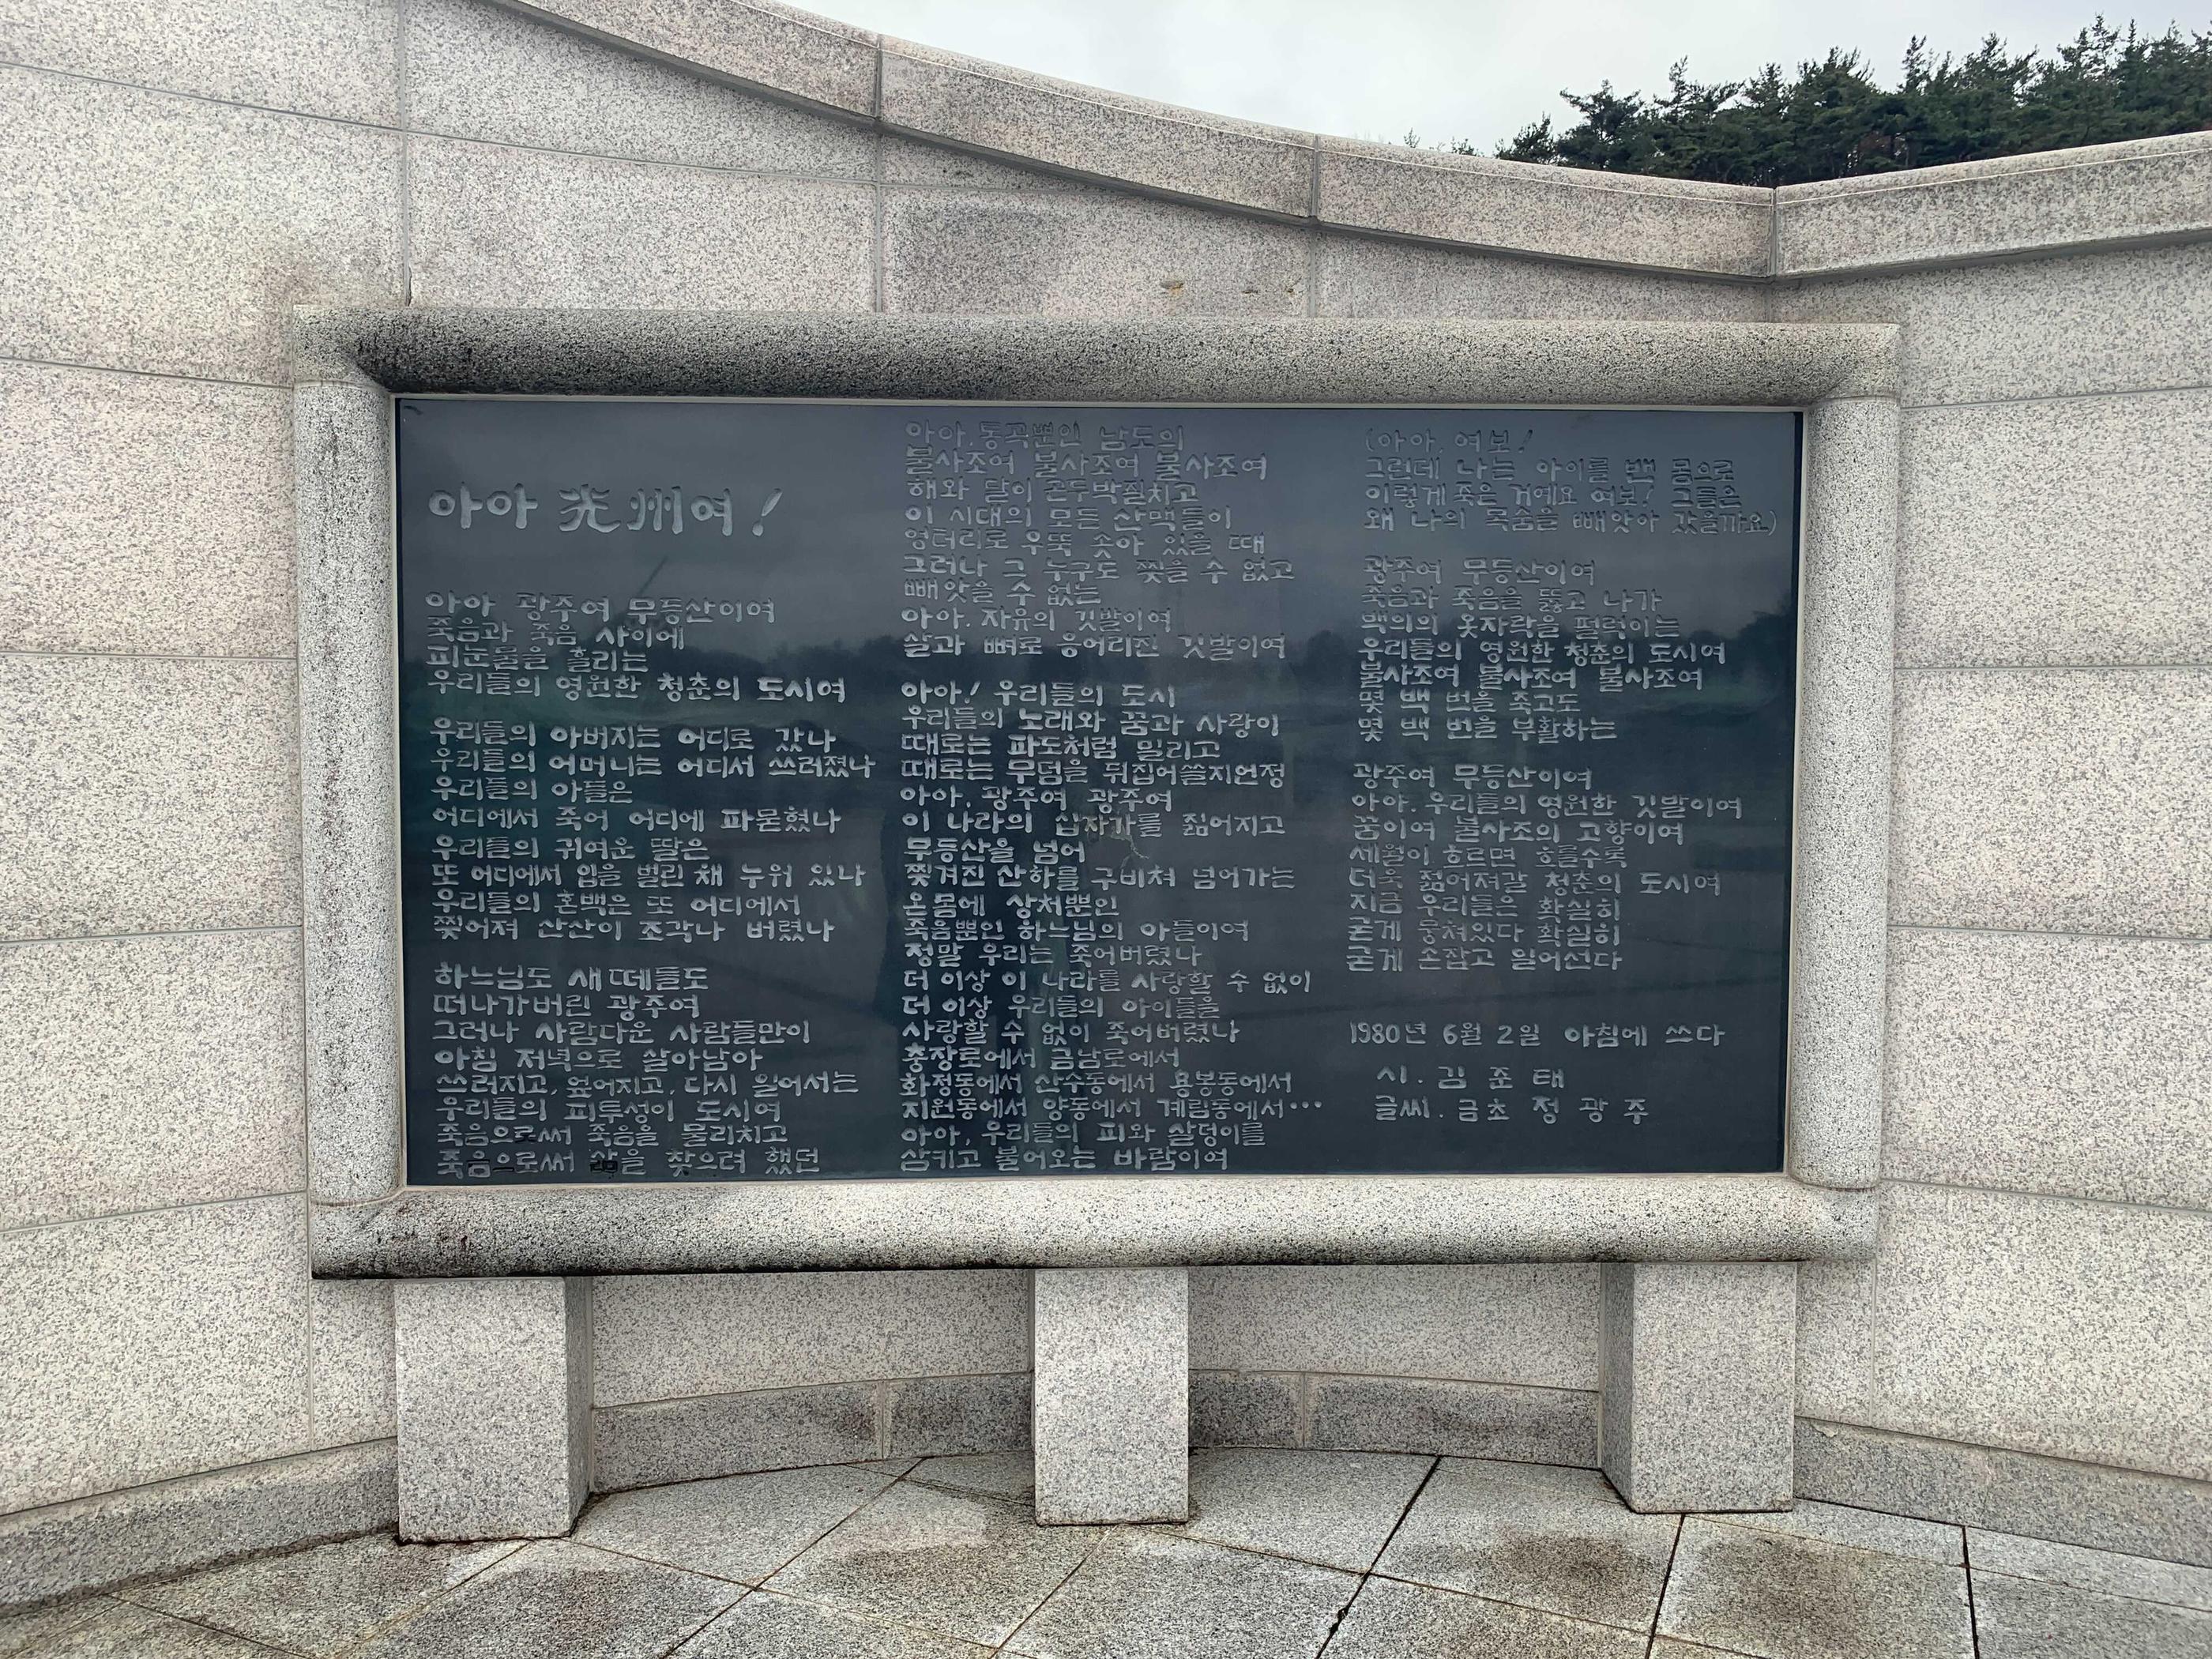 아아 光州여!
아아 광주여 무등산이여
죽음과 죽음 사이에
피눈물을 흘리는
우리들의 영원한 청춘의 도시여
우리들의 아버지는 어디로 갔나
우리들의 어머니는 어디서 쓰러졌나
우리들의 아들은
어디에서 죽어 어디에 파묻혔나
우리들의 귀여운 딸은
또 어디에서 입을 벌린 채 누워 있나
우리들의 혼백은 또 어디에서
찢어져 산산이 조각나 버렸나
하느님도 새떼들도
떠나가버린 광주여
그러나 사람다운 사람들만이
아침 저녁으로 살아남아
쓰러지고, 엎어지고, 다시 일어서는
우리들의 피투성이 도시여
죽음으로써 죽음을 물리치고
죽음으로써 삶을 찾으려 했던
아아, 통곡뿐인 남도의
불사조여 불사조여 불사조여
해와 달이 곤두박질치고
이 시대의 모든 산맥들이
엉터리로 우뚝 솟아 있을 때
그러나 그 누구도 찢을 수 없고
빼앗을 수 없는
아아, 자유의 깃발이여
살과 뼈로 응어리진 깃발이여
아아! 우리들의 도시
우리들의 노래와 꿈과 사랑이
때로는 파도처럼 밀리고
때로는 무덤을 뒤집어쓸지언정
아아, 광주여 광주여
이 나라의 십자가를 짊어지고
무등산을 넘어
찢겨진 산하를 구비쳐 넘어가는
온몸에 상처뿐인
죽음뿐인 하느님의 아들이여
정말 우리는 죽어버렸나
더 이상 이 나라를 사랑할 수 없이
더 이상 우리들의 아이들을
사랑할 수 없이 죽어버렸나
충장로에서 금남로에서
화정동에서 산수동에서 용봉동에서
지원동에서 양동에서 계림동에서…
아아, 우리들의 피와 살덩이를
삼키고 불어오는 바람이여
(아아, 여보!
그런데 나는 아이를 밴 몸으로
이렇게 죽은 거예요 여보! 그들은
왜 나의 목숨을 빼앗아 갔을까요)
광주여 무등산이여
죽음과 죽음을 뚫고 나가
백의의 옷자락을 펄럭이는
우리들의 영원한 청춘의 도시여
불사조여 불사조여 불사조여
몇 백 번을 죽고도
몇 백 번을 부활하는
광주여 무등산이여
아아, 우리들의 영원한 깃발이여
꿈이여 불사조의 고향이여
세월이 흐르면 흐를수록
더욱 젊어져갈 청춘의 도시여
지금 우리들은 확실히
굳게 뭉쳐있다 확실히
굳게 손잡고 일어선다
1980년 6월 2일 아침에 쓰다
시. 김 준 태
글씨. 금초 정 광 주